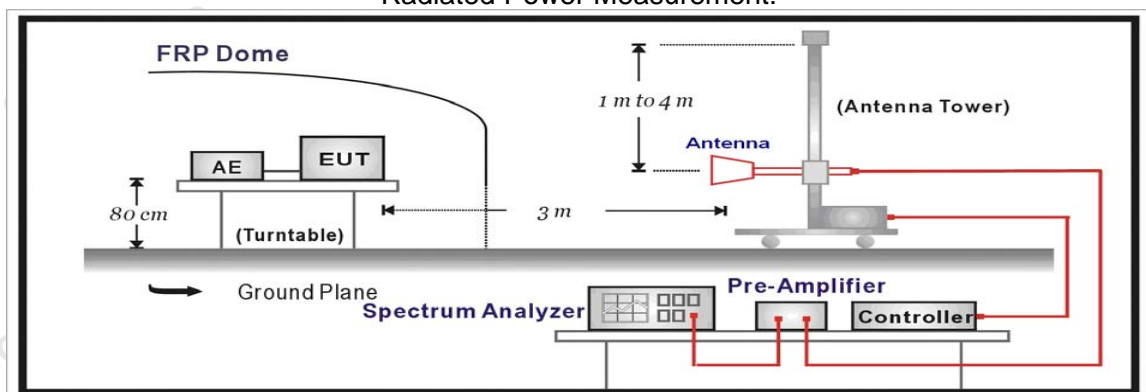 Radiated Power Measurement:
FRP Dome
1 m to 4 m
(Antenna Tower)
Antenna
AE
EUT
80 cm
3 m
(Turntable)
Ground Plane
Pre-Amplifier
Spectrum Analyzer
Controller